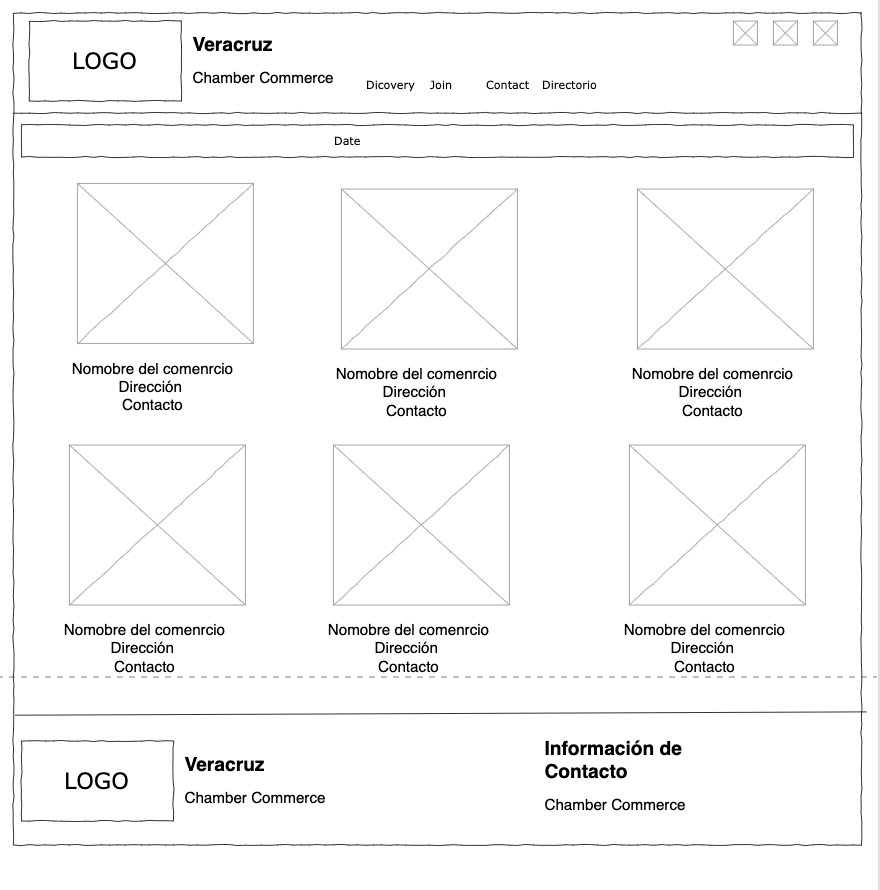 LOGO
Veracruz
Chamber Commerce
Dicovery Join Contact Directorio
Date
Nomobre del comenrcio
Dirección
Contacto
Nomobre del comenrcio
Dirección
Contacto
Nomobre del comenrcio
Dirección
Contacto
Nomobre del comenrcio
Dirección
Contacto
Nomobre del comenrcio
Dirección
Contacto
Nomobre del comenrcio
Dirección
Contacto
LOGO
Veracruz
Chamber Commerce
Información de
Contacto
Chamber Commerce